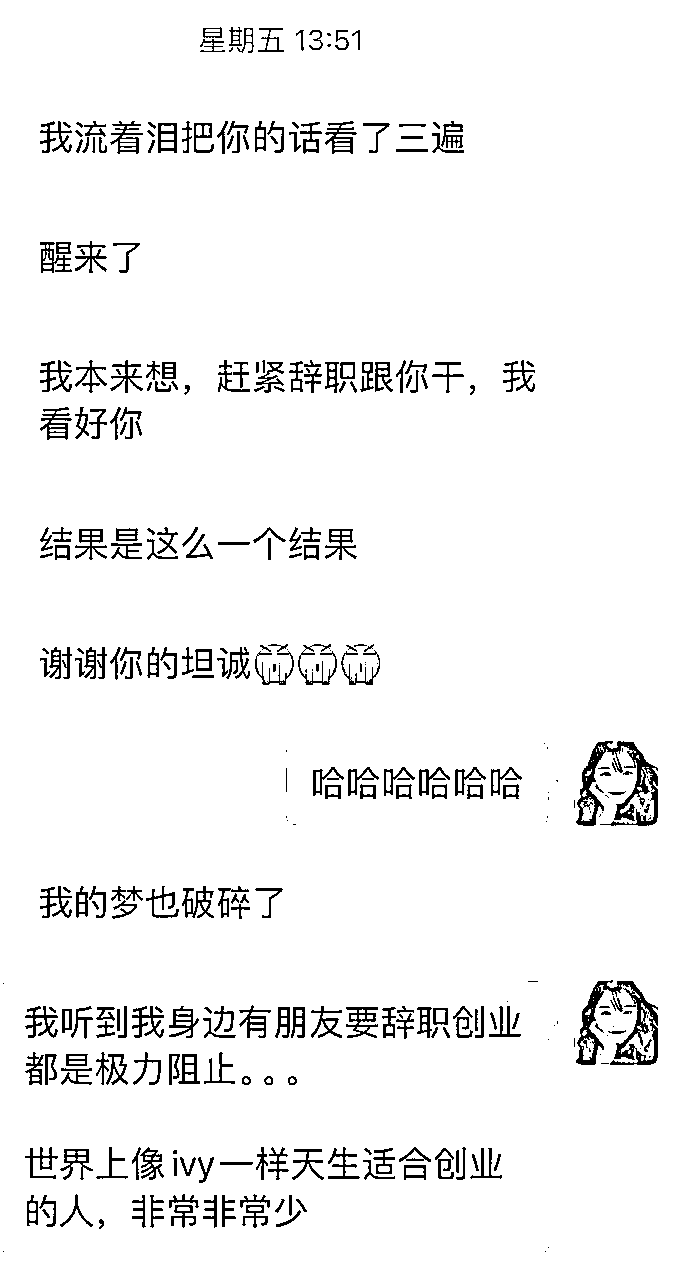 星期五 13:51
我流着泪把你的话看了三遍
醒来了
我本来想，赶紧辞职跟你干，我
看好你
结果是这么一个结果
谢谢你的坦诚
哈哈哈哈哈哈
我的梦也破碎了
我听到我身边有朋友要辞职创业
都是极力阻止。。。
世界上像ivy一样天生适合创业
的人，非常非常少